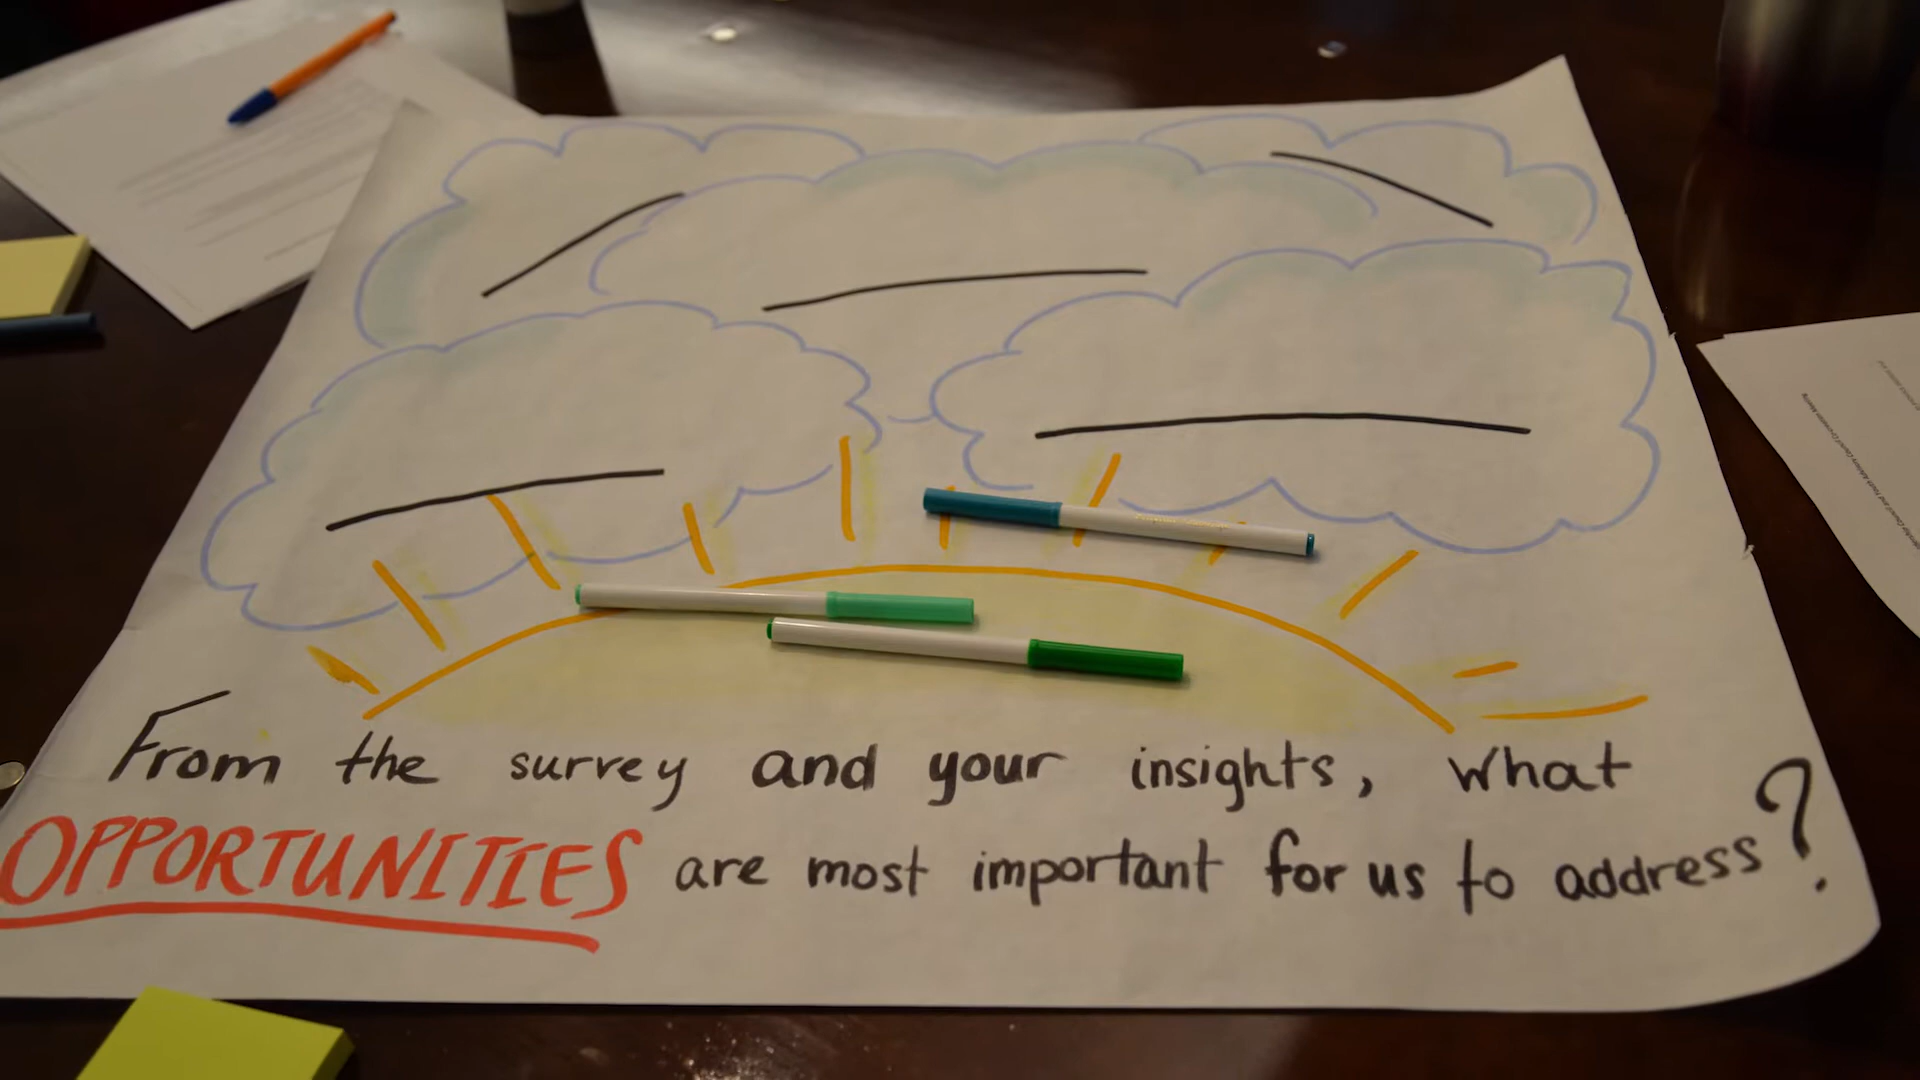 From the survey and your insights, what
OPPORTUNITIES are most important for us to address?